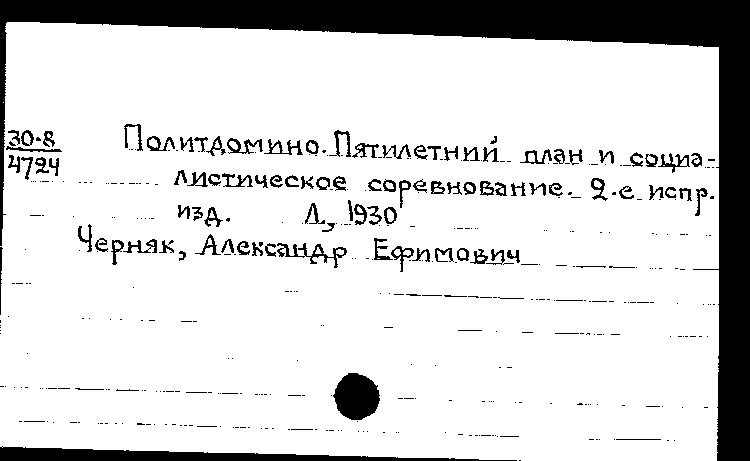 30-8
4724
Политдомино. Пятилетний план и социа-
листическое соревнование. 2-е испр.
изд. Л., 1930
Черняк, Александр Ефимович